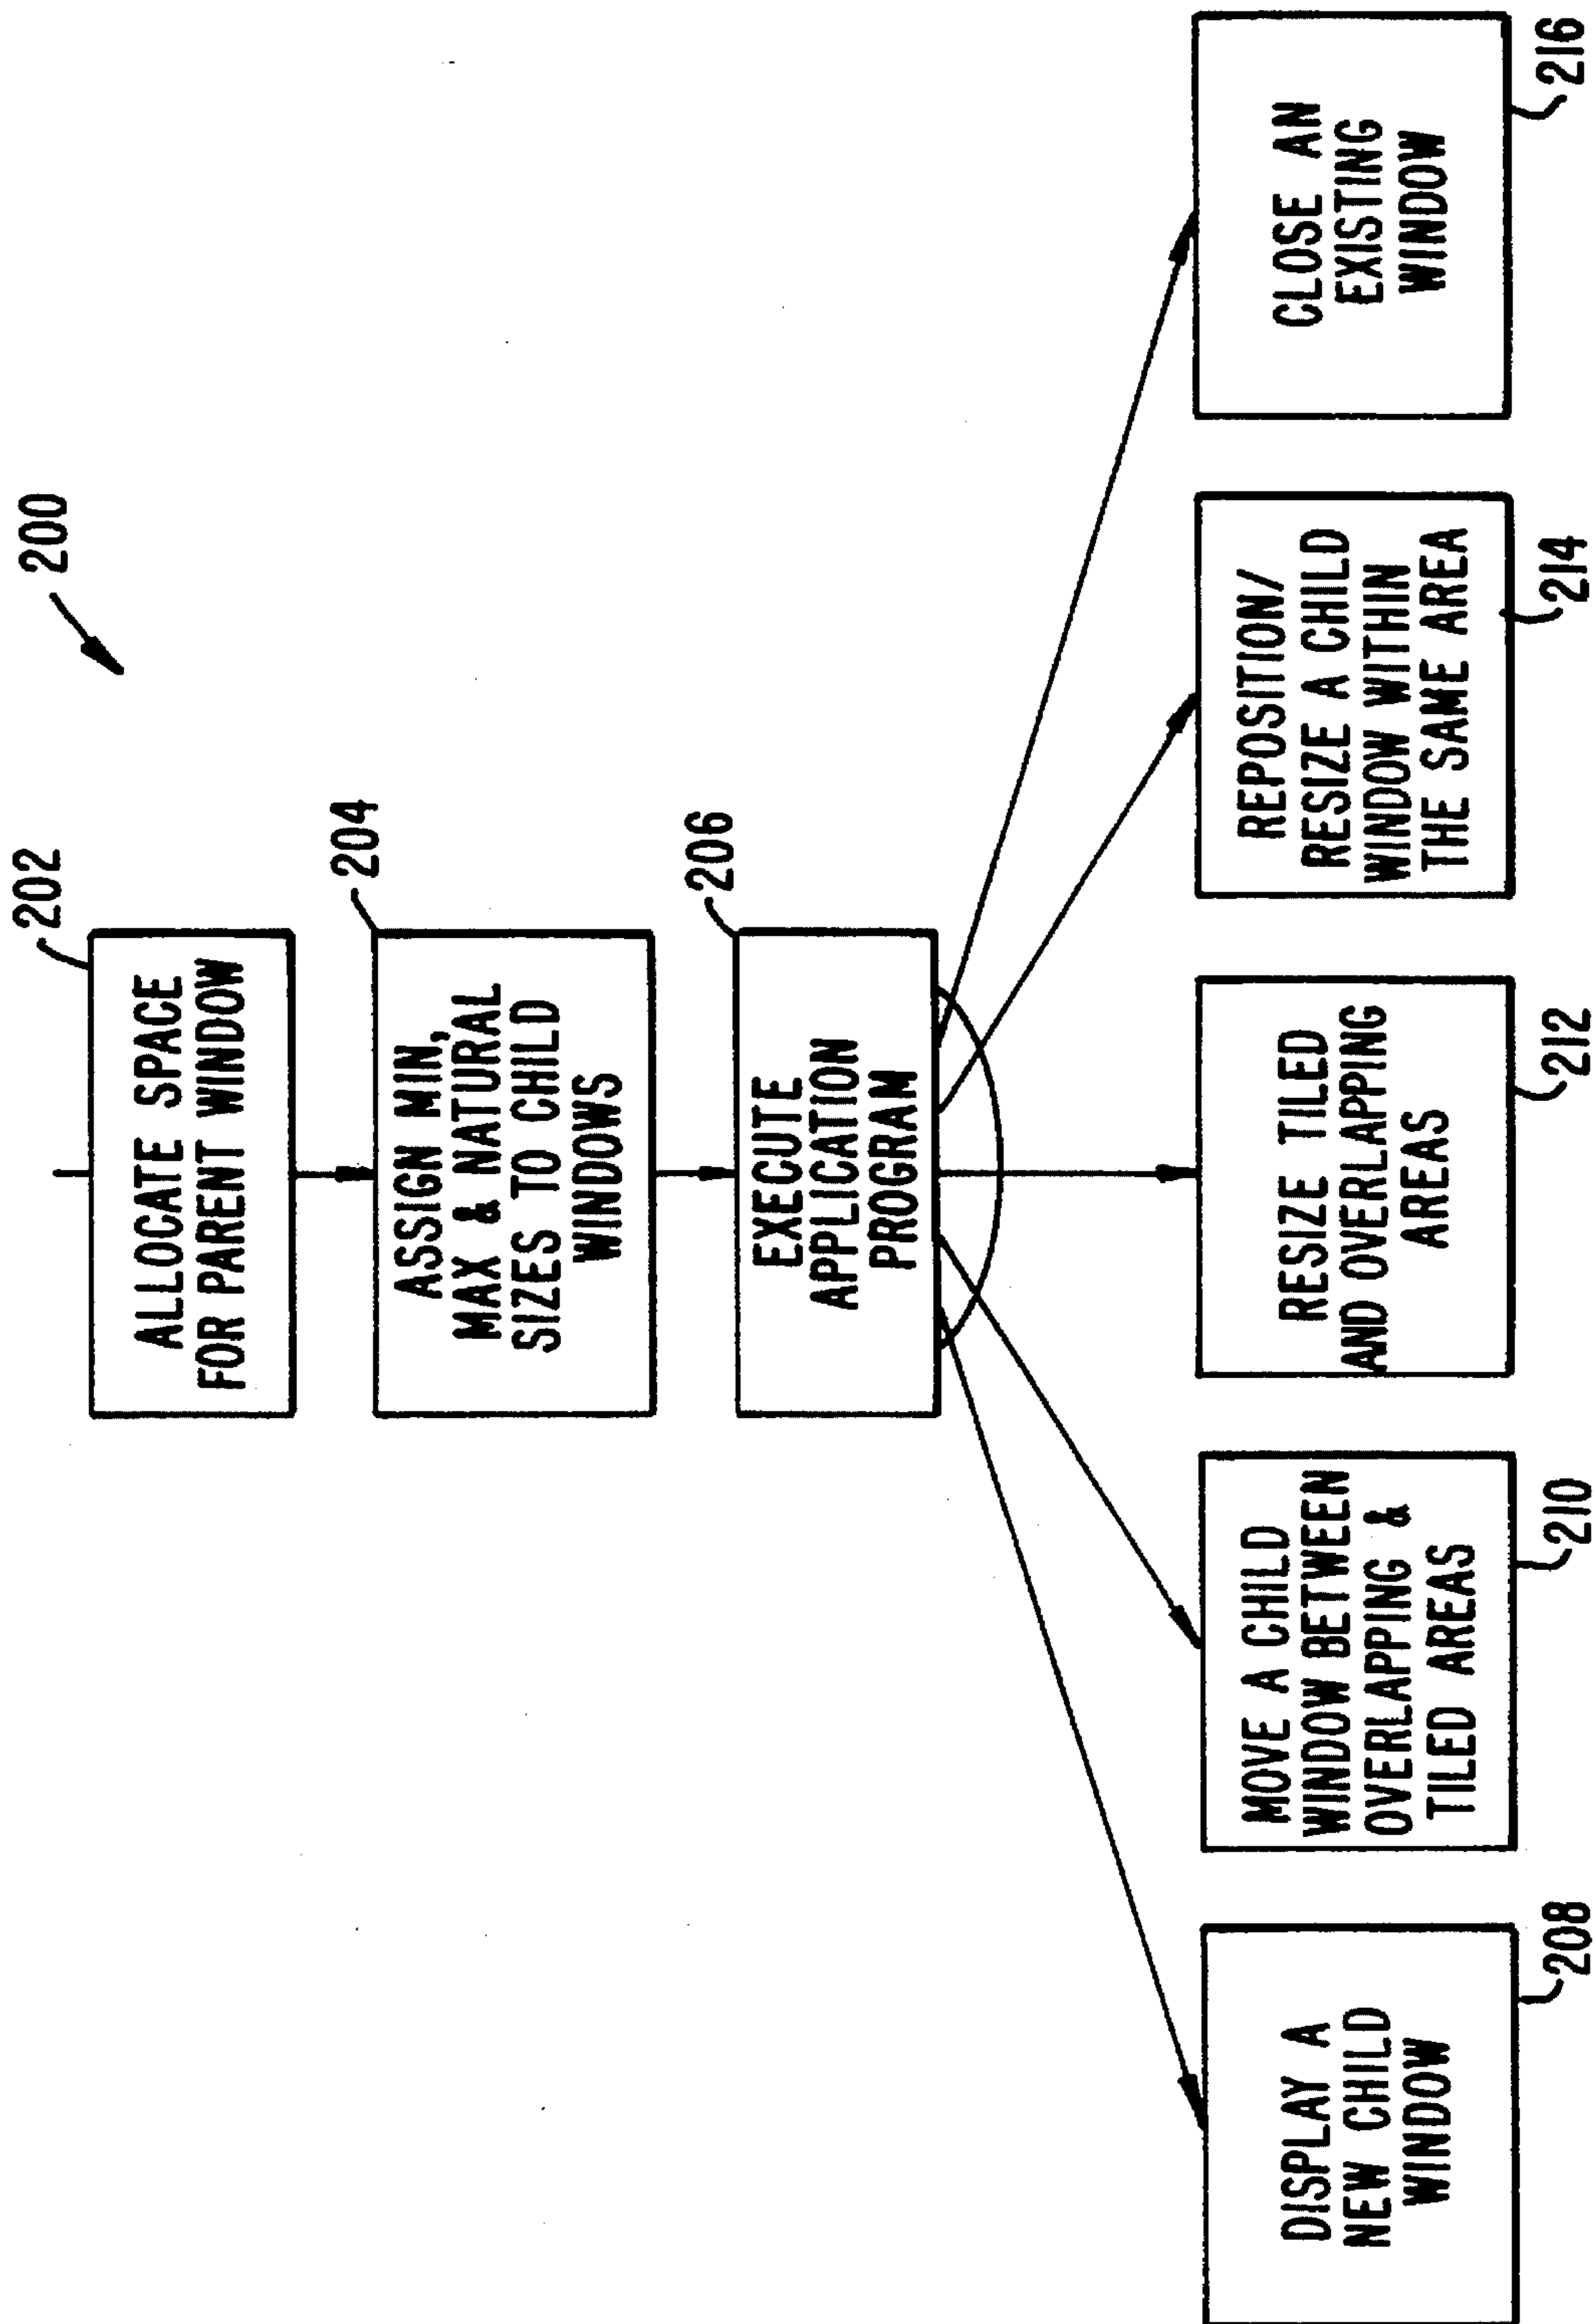 200
202
ALLOCATE SPACE
FOR PARENT WINDOW
204
ASSIGN MIN,
MAX & NATURAL
SIZES TO CHILD
WINDOWS
206
EXECUTE
APPLICATION
PROGRAM
DISPLAY A
NEW CHILD
WINDOW
208
MOVE A CHILD
WINDOW BETWEEN
OVERLAPPING &
TILED AREAS
210
RESIZE TILED
AND OVERLAPPING
AREAS
212
REPOSITION/
RESIZE A CHILD
WINDOW WITHIN
THE SAME AREA
214
CLOSE AN
EXISTING
WINDOW
216